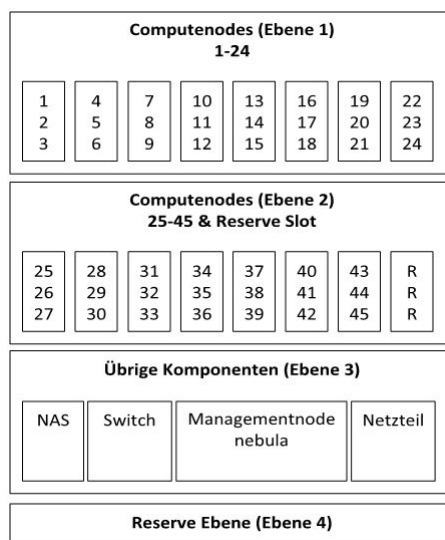 Computenodes (Ebene 1)
1-24
1 4 7 10 13 16 19 22
2 5 8 11 14 17 20 23
3 6 9 12 15 18 21 24
Computenodes (Ebene 2)
25-45 & Reserve Slot
25 28 31 34 37 40 43 R
26 29 32 35 38 41 44 R
27 30 33 36 39 42 45 R
Übrige Komponenten (Ebene 3)
NAS Switch Managementnode Netzteil
nebula
Reserve Ebene (Ebene 4)